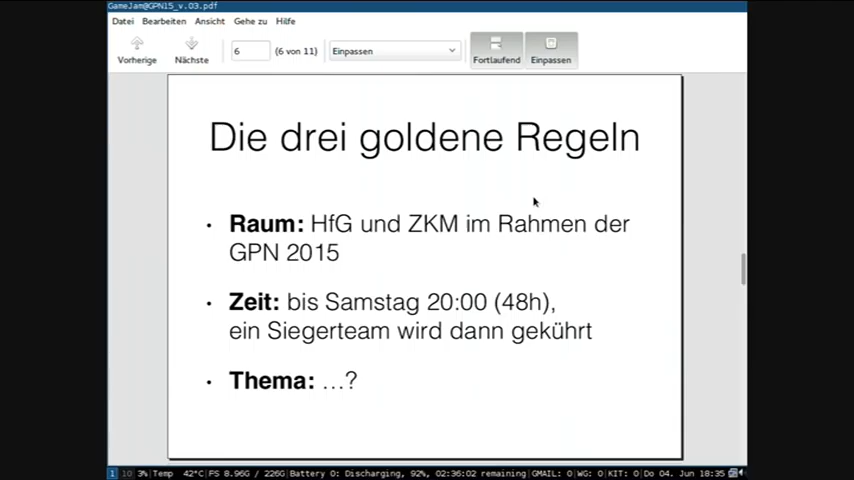 GameJam@GPN15_v.03.pdf
Datei Bearbeiten Ansicht Gehe zu Hilfe
Vorherige Nächste 6 (6 von 11) Einpassen Fortlaufend Einpassen
Die drei goldene Regeln
• Raum: HfG und ZKM im Rahmen der
GPN 2015
• Zeit: bis Samstag 20:00 (48h),
ein Siegerteam wird dann gekührt
• Thema: …?
1 10 3% Temp 42°C|FS 8.96G / 226G|Battery 0: Discharging, 92%, 02:36:02 remaining|GMAIL: 0|WG: 0|KIT: 0|Do 04. Jun 18:35